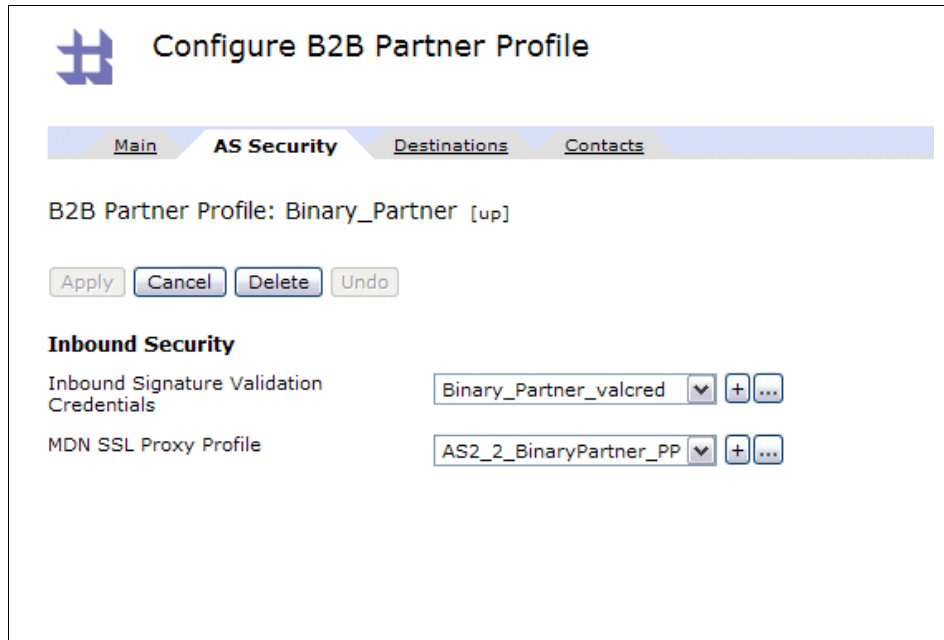 Configure B2B Partner Profile
Main AS Security Destinations Contacts
B2B Partner Profile: Binary_Partner [up]
Apply Cancel Delete Undo
Inbound Security
Inbound Signature Validation
Credentials
Binary_Partner_valcred + ...
MDN SSL Proxy Profile AS2_2_BinaryPartner_PP + ...